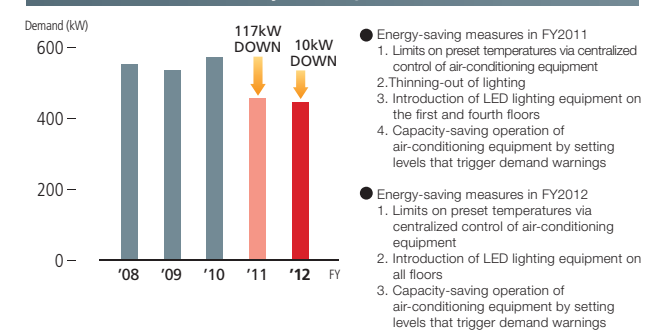 Demand (kW)
600
400
200
0
117kW
DOWN
10kW
DOWN
'08
'09
'10
'11
'12
FY
● Energy-saving measures in FY2011
1. Limits on preset temperatures via centralized
control of air-conditioning equipment
2.Thinning-out of lighting
3. Introduction of LED lighting equipment on
the first and fourth floors
4. Capacity-saving operation of
air-conditioning equipment by setting
levels that trigger demand warnings
● Energy-saving measures in FY2012
1. Limits on preset temperatures via
centralized control of air-conditioning
equipment
2. Introduction of LED lighting equipment on
all floors
3. Capacity-saving operation of
air-conditioning equipment by setting
levels that trigger demand warnings